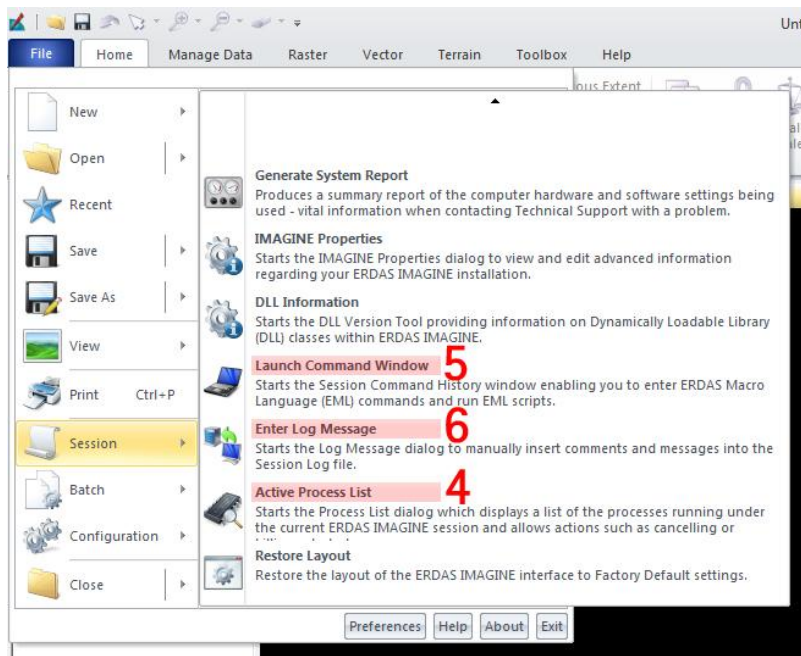 Unt
File Home Manage Data Raster Vector Terrain Toolbox Help
ous Extent
New
Open
Recent
Save
Save As
View
Print Ctrl+P
Session
Batch
Configuration
Close
Generate System Report
Produces a summary report of the computer hardware and software settings being
used - vital information when contacting Technical Support with a problem.
IMAGINE Properties
Starts the IMAGINE Properties dialog to view and edit advanced information
regarding your ERDAS IMAGINE installation.
DLL Information
Starts the DLL Version Tool providing information on Dynamically Loadable Library
(DLL) classes within ERDAS IMAGINE.
Launch Command Window 5
Starts the Session Command History window enabling you to enter ERDAS Macro
Language (EML) commands and run EML scripts.
Enter Log Message 6
Starts the Log Message dialog to manually insert comments and messages into the
Session Log file.
Active Process List 4
Starts the Process List dialog which displays a list of the processes running under
the current ERDAS IMAGINE session and allows actions such as cancelling or
Restore Layout
Restore the layout of the ERDAS IMAGINE interface to Factory Default settings.
Preferences Help About Exit